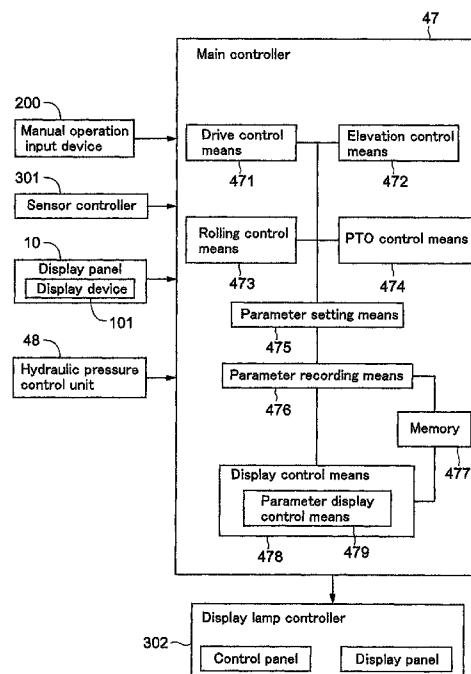 47
Main controller
200
Manual operation
input device
Drive control
means
471
Elevation control
means
472
301
Sensor controller
10
Display panel
Display device
101
Rolling control
means
473
PTO control means
474
48
Hydraulic pressure
control unit
Parameter setting means
475
Parameter recording means
476
Memory
477
Display control means
Parameter display
control means
478
479
Display lamp controller
302
Control panel
Display panel